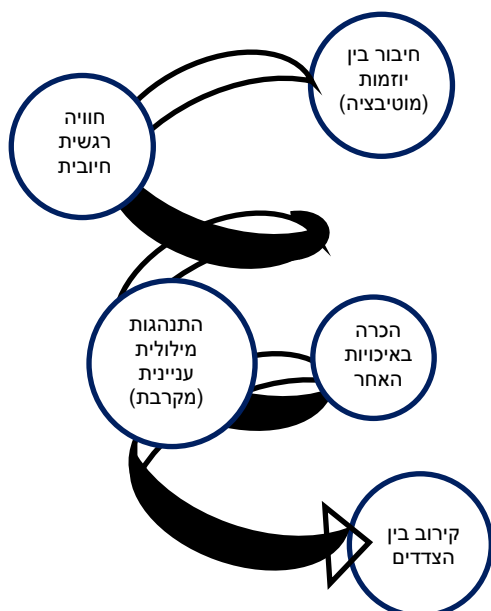 חיבור בין
יוזמות
(מוטיבציה)
חוויה
רגשית
חיובית
התנהגות
מילולית
עניינית
(מקרבת)
הכרה
באיכויות
האחר
קירוב בין
הצדדים